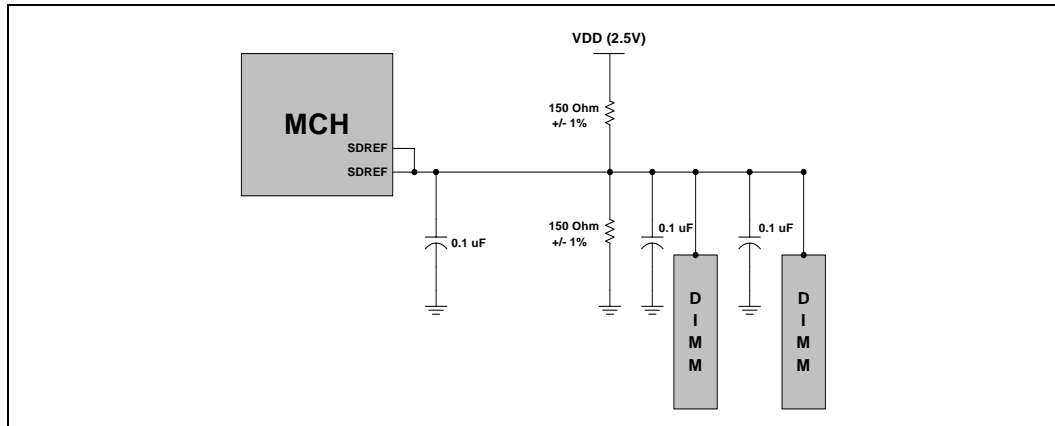 VDD (2.5V)
150 Ohm
+/- 1%
MCH
SDREF
SDREF
0.1 uF
150 Ohm
+/- 1%
0.1 uF
0.1 uF
D
I
M
M
D
I
M
M